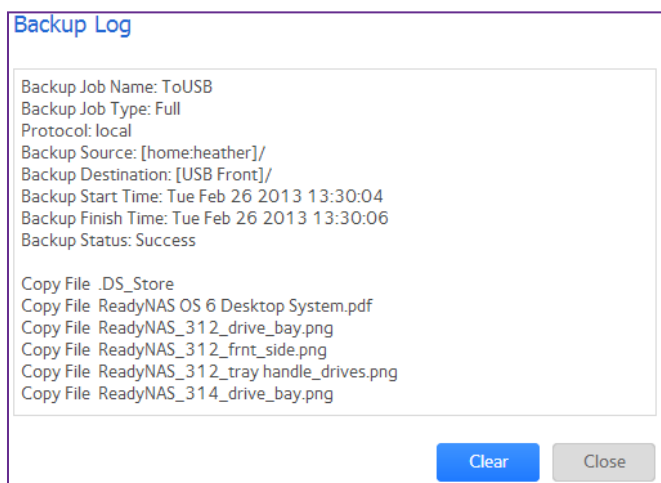 Backup Log
Backup Job Name: ToUSB
Backup Job Type: Full
Protocol: local
Backup Source: [home:heather]/
Backup Destination: [USB Front]/
Backup Start Time: Tue Feb 26 2013 13:30:04
Backup Finish Time: Tue Feb 26 2013 13:30:06
Backup Status: Success
Copy File .DS_Store
Copy File ReadyNAS OS 6 Desktop System.pdf
Copy File ReadyNAS_312_drive_bay.png
Copy File ReadyNAS_312_frnt_side.png
Copy File ReadyNAS_312_tray handle_drives.png
Copy File ReadyNAS_314_drive_bay.png
Clear Close